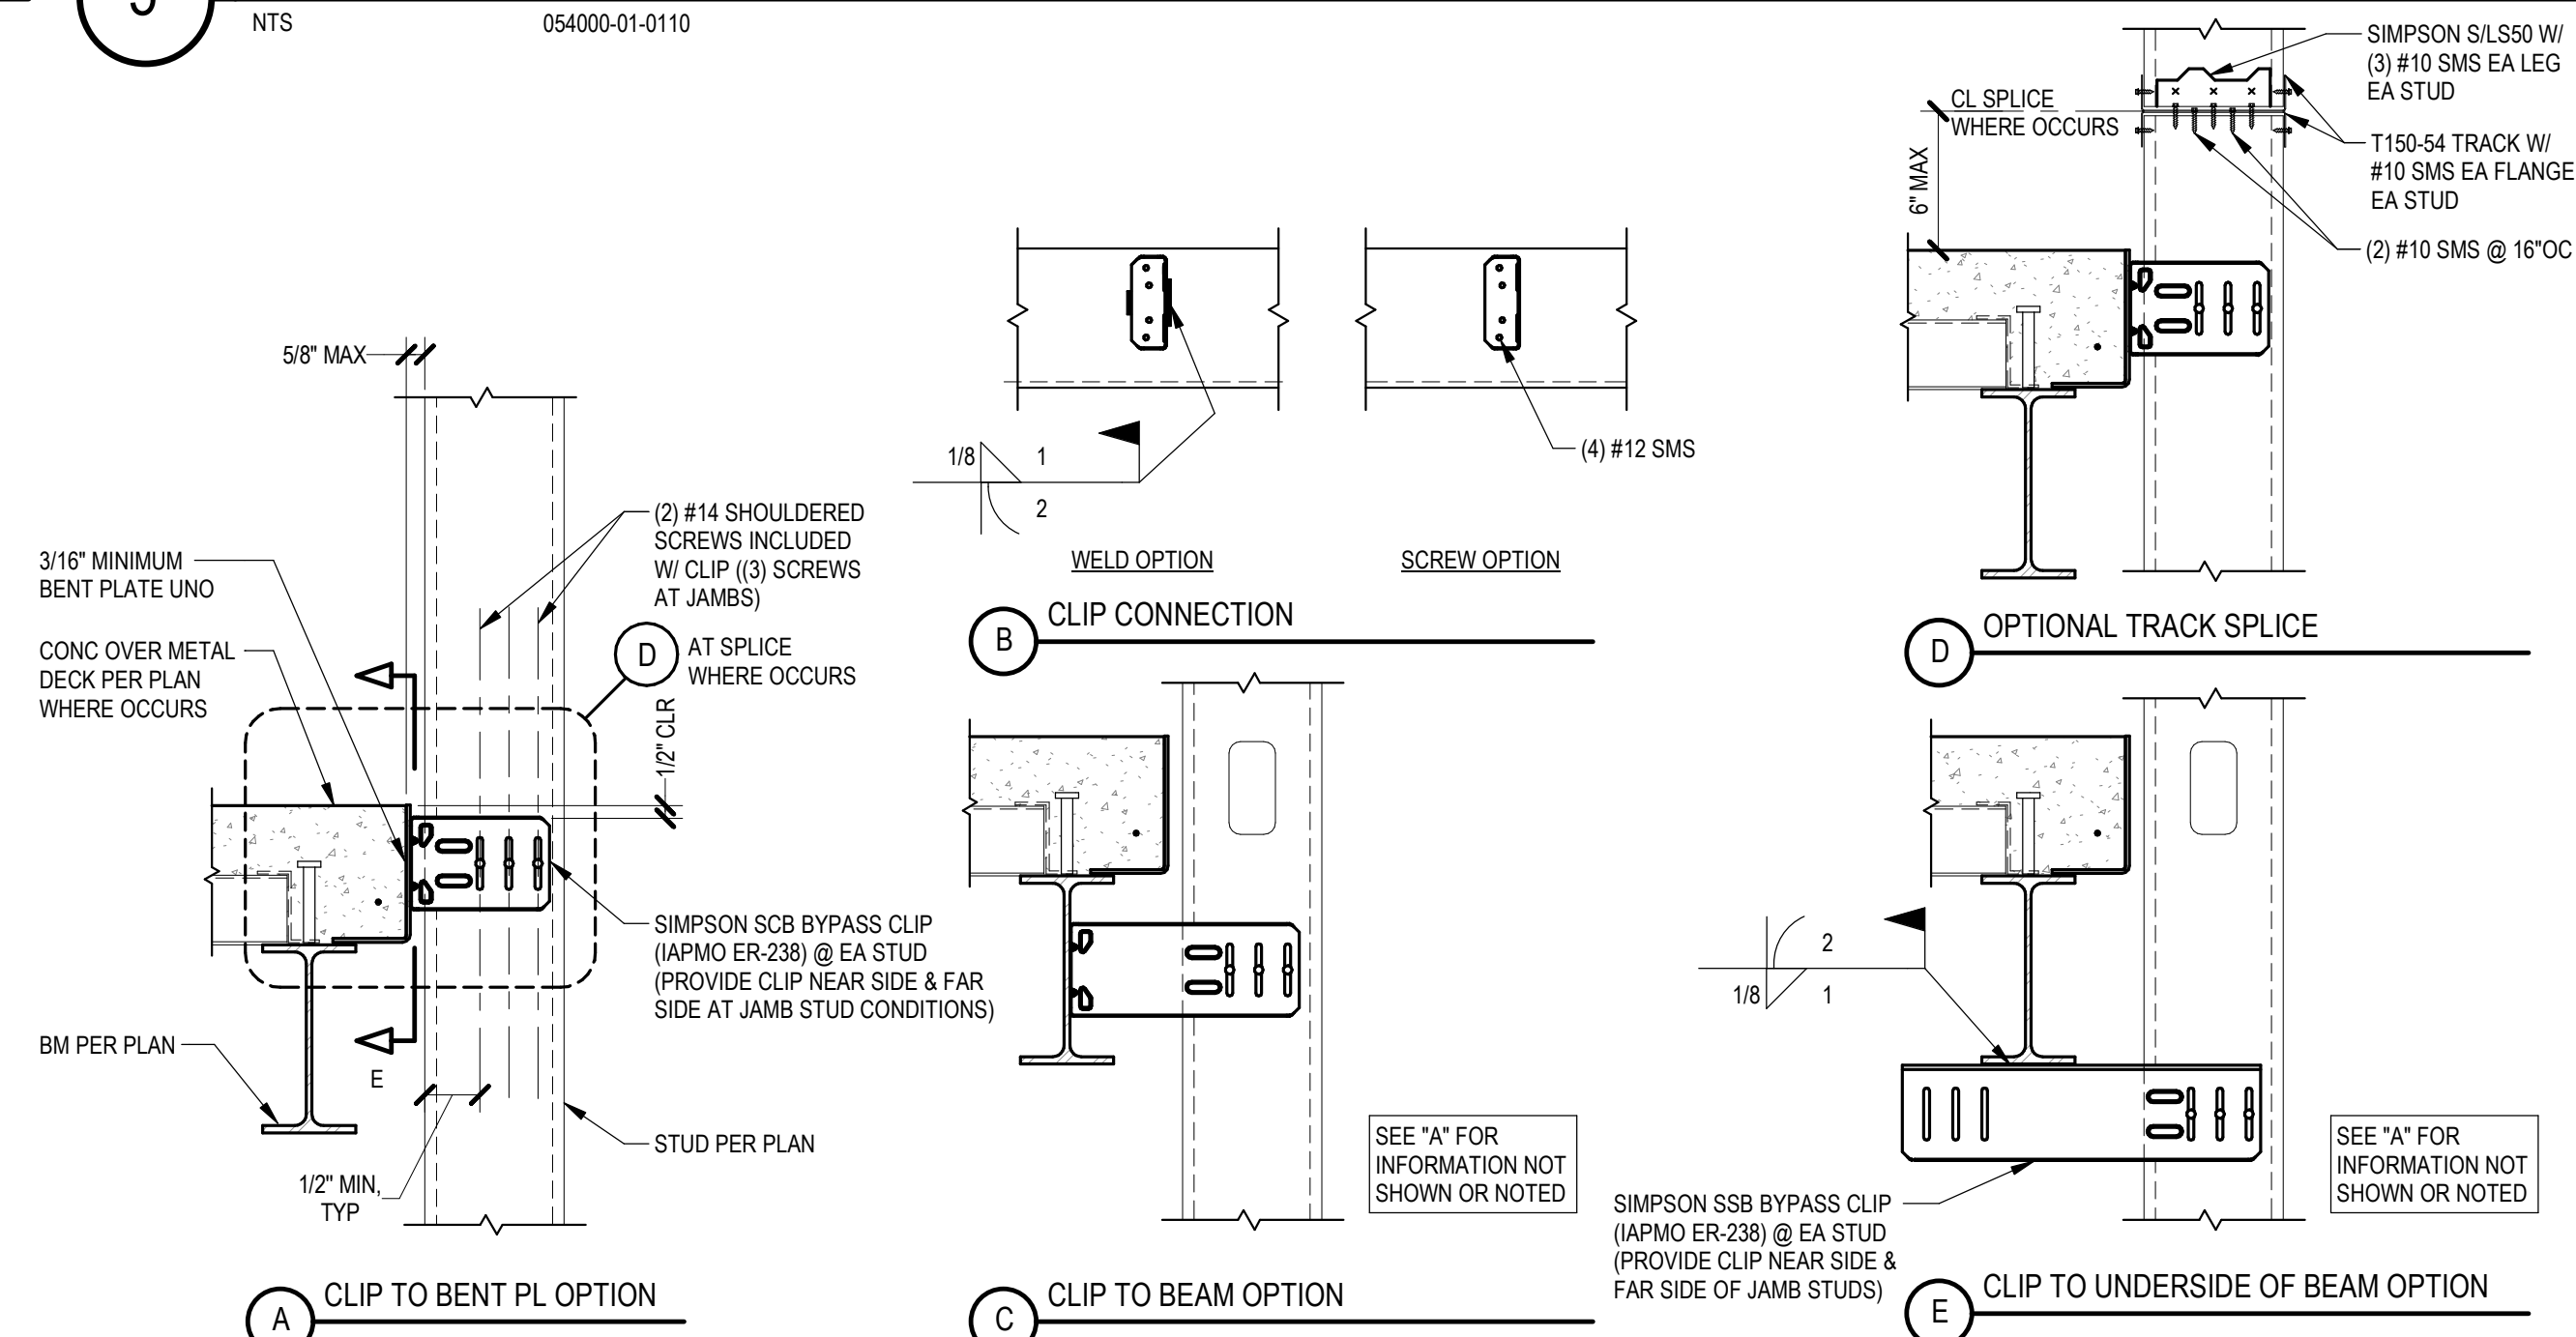 NTS
054000-01-0110
5/8" MAX
3/16" MINIMUM
BENT PLATE UNO
CONC OVER METAL
DECK PER PLAN
WHERE OCCURS
BM PER PLAN
(2) #14 SHOULDERED
SCREWS INCLUDED
W/ CLIP ((3) SCREWS
AT JAMBS)
D
AT SPLICE
WHERE OCCURS
1/2" CLR
SIMPSON SCB BYPASS CLIP
(IAPMO ER-238) @ EA STUD
(PROVIDE CLIP NEAR SIDE & FAR
SIDE AT JAMB STUD CONDITIONS)
E
STUD PER PLAN
1/2" MIN,
TYP
A
CLIP TO BENT PL OPTION
1/8
1
2
WELD OPTION
(4) #12 SMS
SCREW OPTION
B
CLIP CONNECTION
SEE "A" FOR
INFORMATION NOT
SHOWN OR NOTED
C
CLIP TO BEAM OPTION
SIMPSON S/LS50 W/
(3) #10 SMS EA LEG
EA STUD
CL SPLICE
WHERE OCCURS
6" MAX
T150-54 TRACK W/
#10 SMS EA FLANGE
EA STUD
(2) #10 SMS @ 16"OC
D
OPTIONAL TRACK SPLICE
2
1/8
1
SIMPSON SSB BYPASS CLIP
(IAPMO ER-238) @ EA STUD
(PROVIDE CLIP NEAR SIDE &
FAR SIDE OF JAMB STUDS)
SEE "A" FOR
INFORMATION NOT
SHOWN OR NOTED
E
CLIP TO UNDERSIDE OF BEAM OPTION